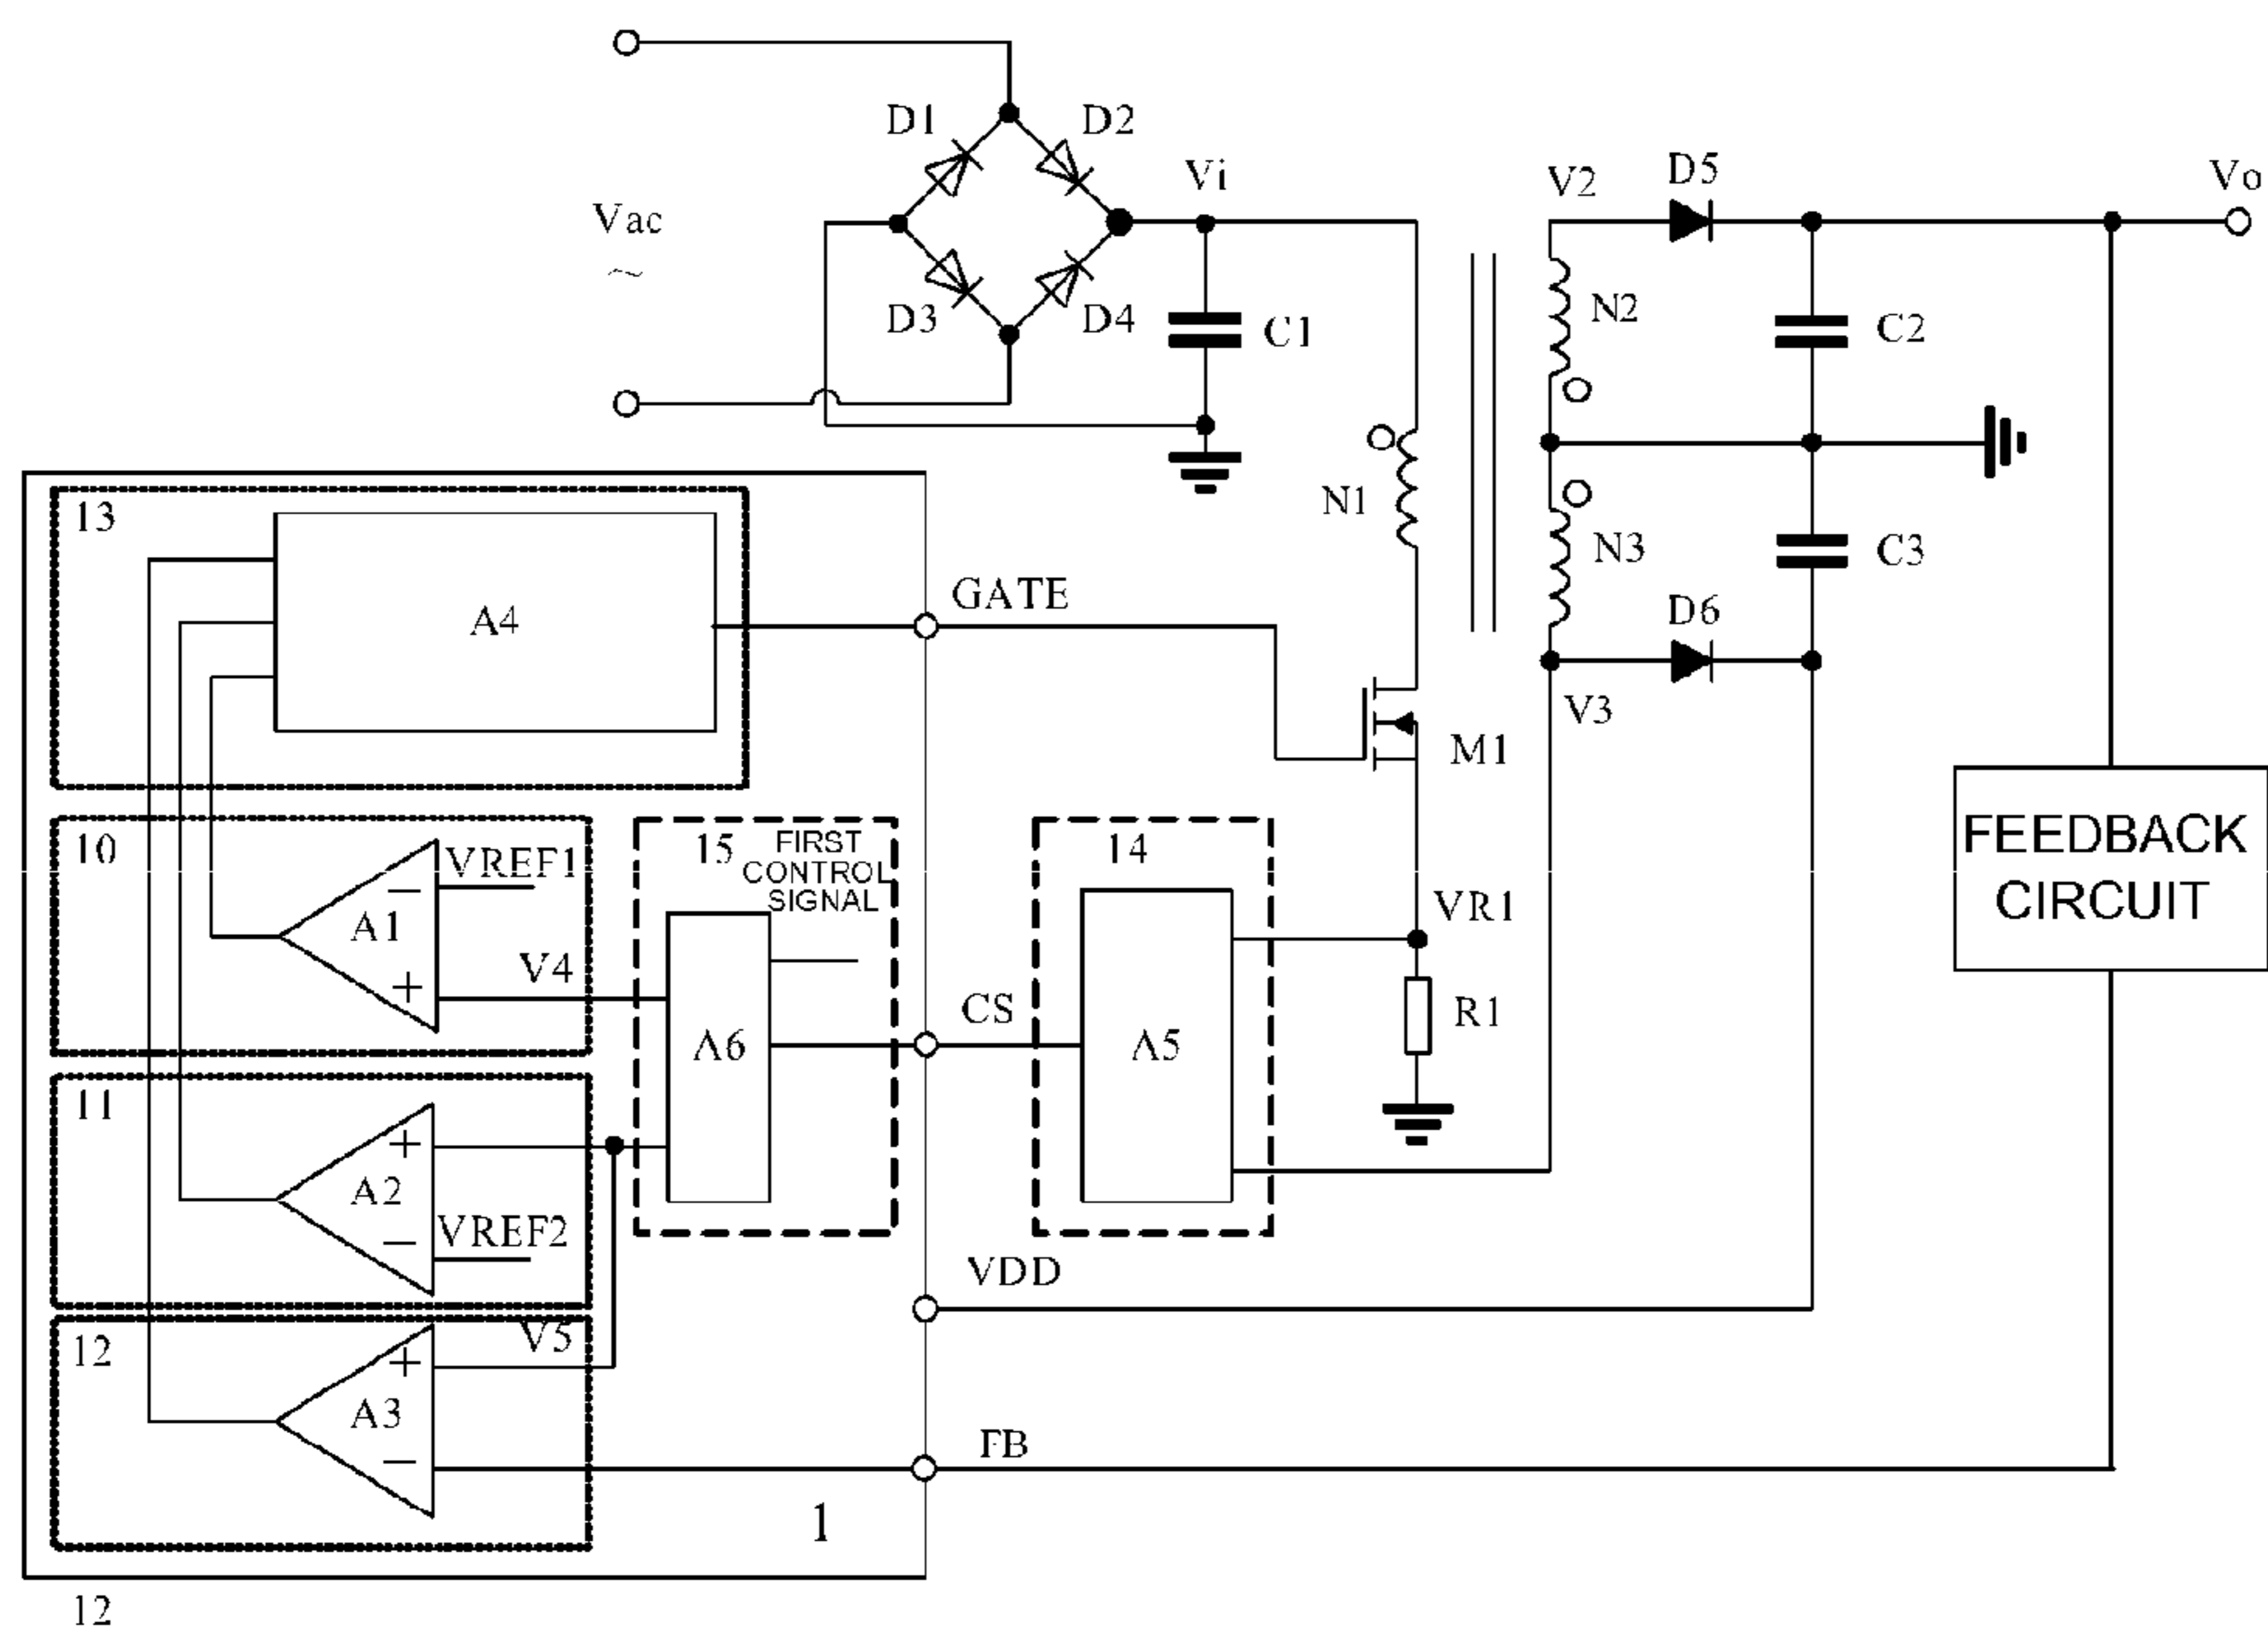 D1
D2
Vac
~
Vi
D3
D4
C1
V2
D5
Vo
N2
C2
N1
N3
C3
D6
V3
M1
13
A4
GATE
10
VREF1
A1
V4
15
FIRST
CONTROL
SIGNAL
A6
CS
14
A5
VR1
R1
FEEDBACK
CIRCUIT
11
A2
VREF2
VDD
12
V5
A3
FB
1
12